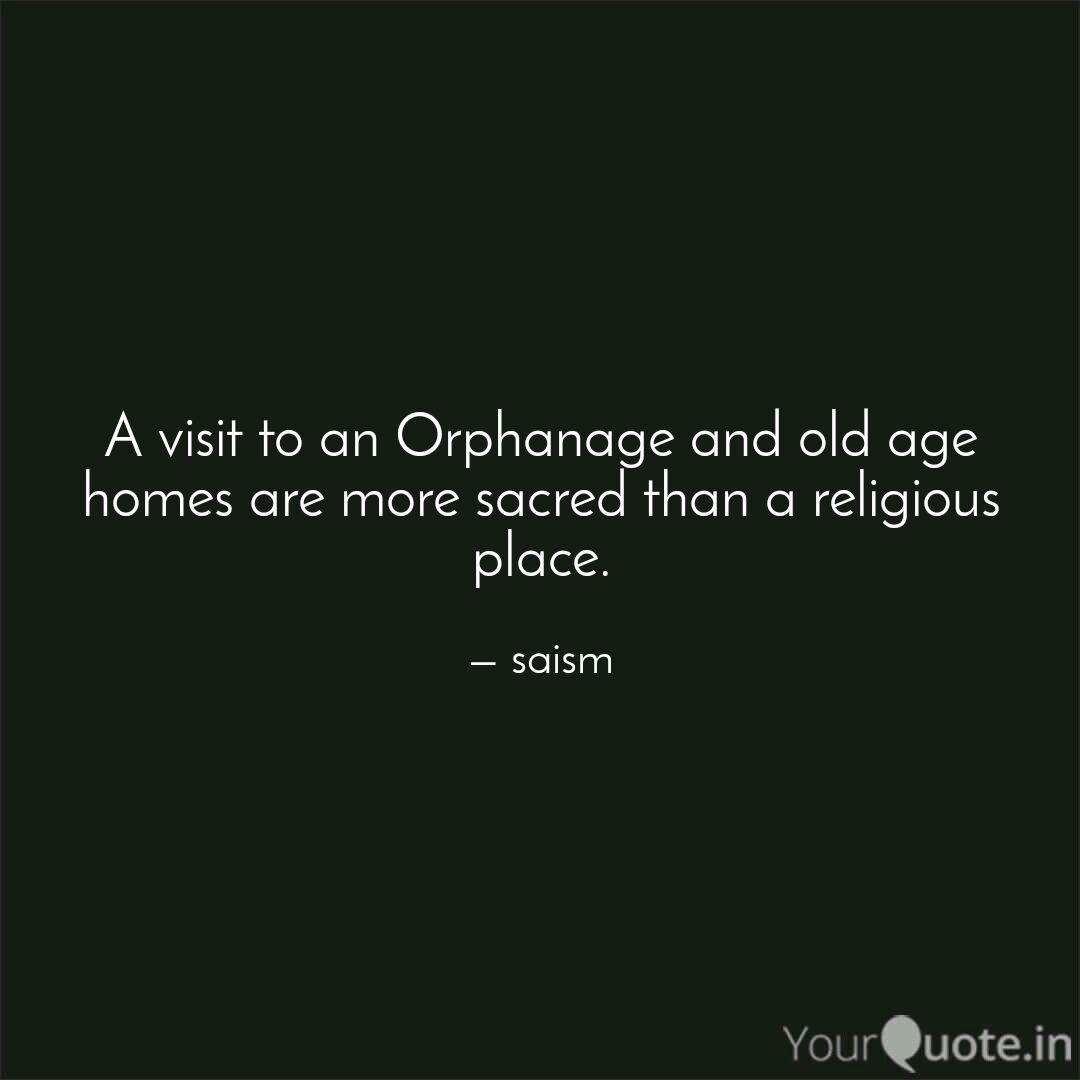 A visit to an Orphanage and old age
homes are more sacred than a religious
place.
– saism
YourQuote.in